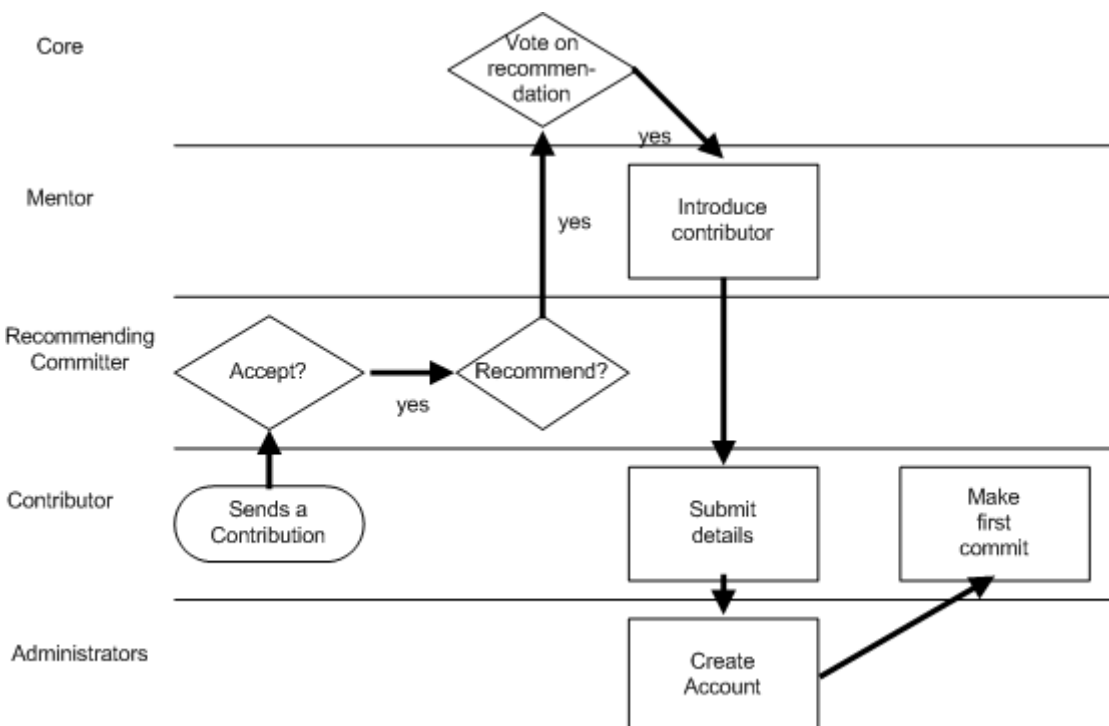 Core
Vote on
recommen-
dation
yes
Mentor
Introduce
contributor
yes
Recommending
Committer
Accept?
yes
Recommend?
Contributor
Sends a
Contribution
Submit
details
Make
first
commit
Administrators
Create
Account